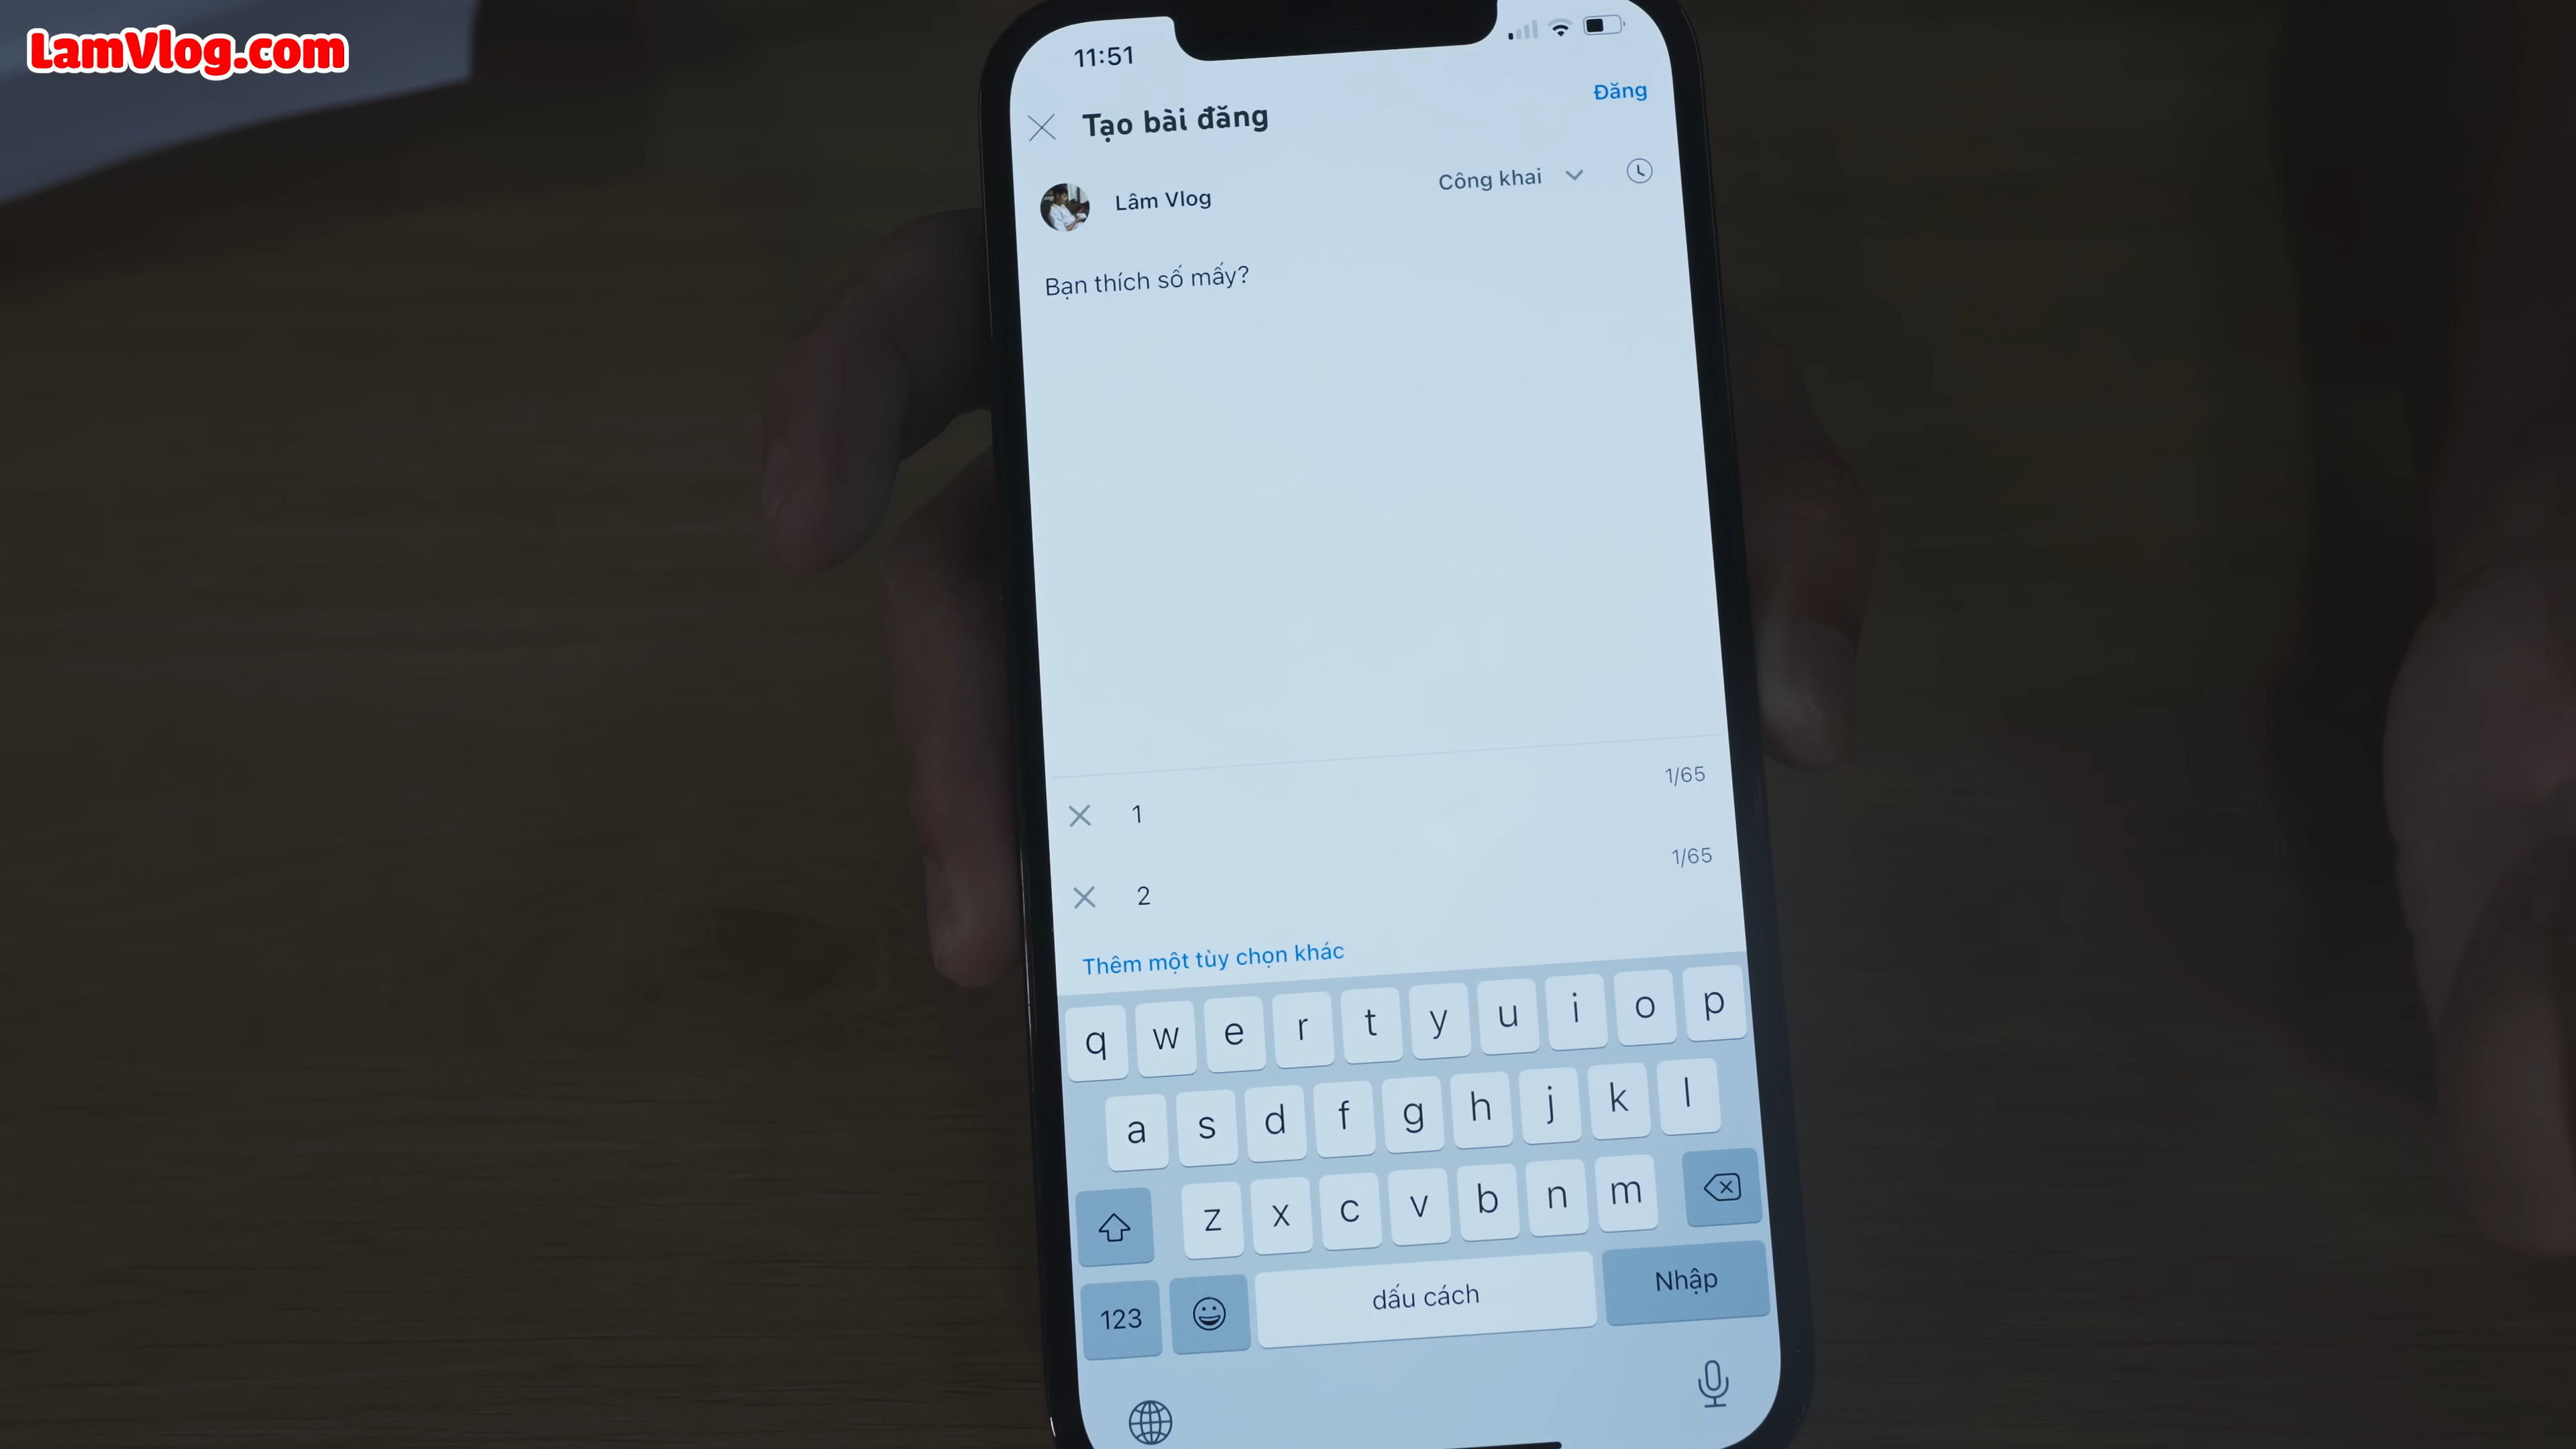 LamVlog.com
11:51
Tạo bài đăng
Đăng
Lâm Vlog
Công khai
Bạn thích số mấy?
1/65
1
1/65
2
Thêm một tùy chọn khác
q w e r t y u i o p
a s d f g h j k l
z x c v b n m
123
dấu cách
Nhập